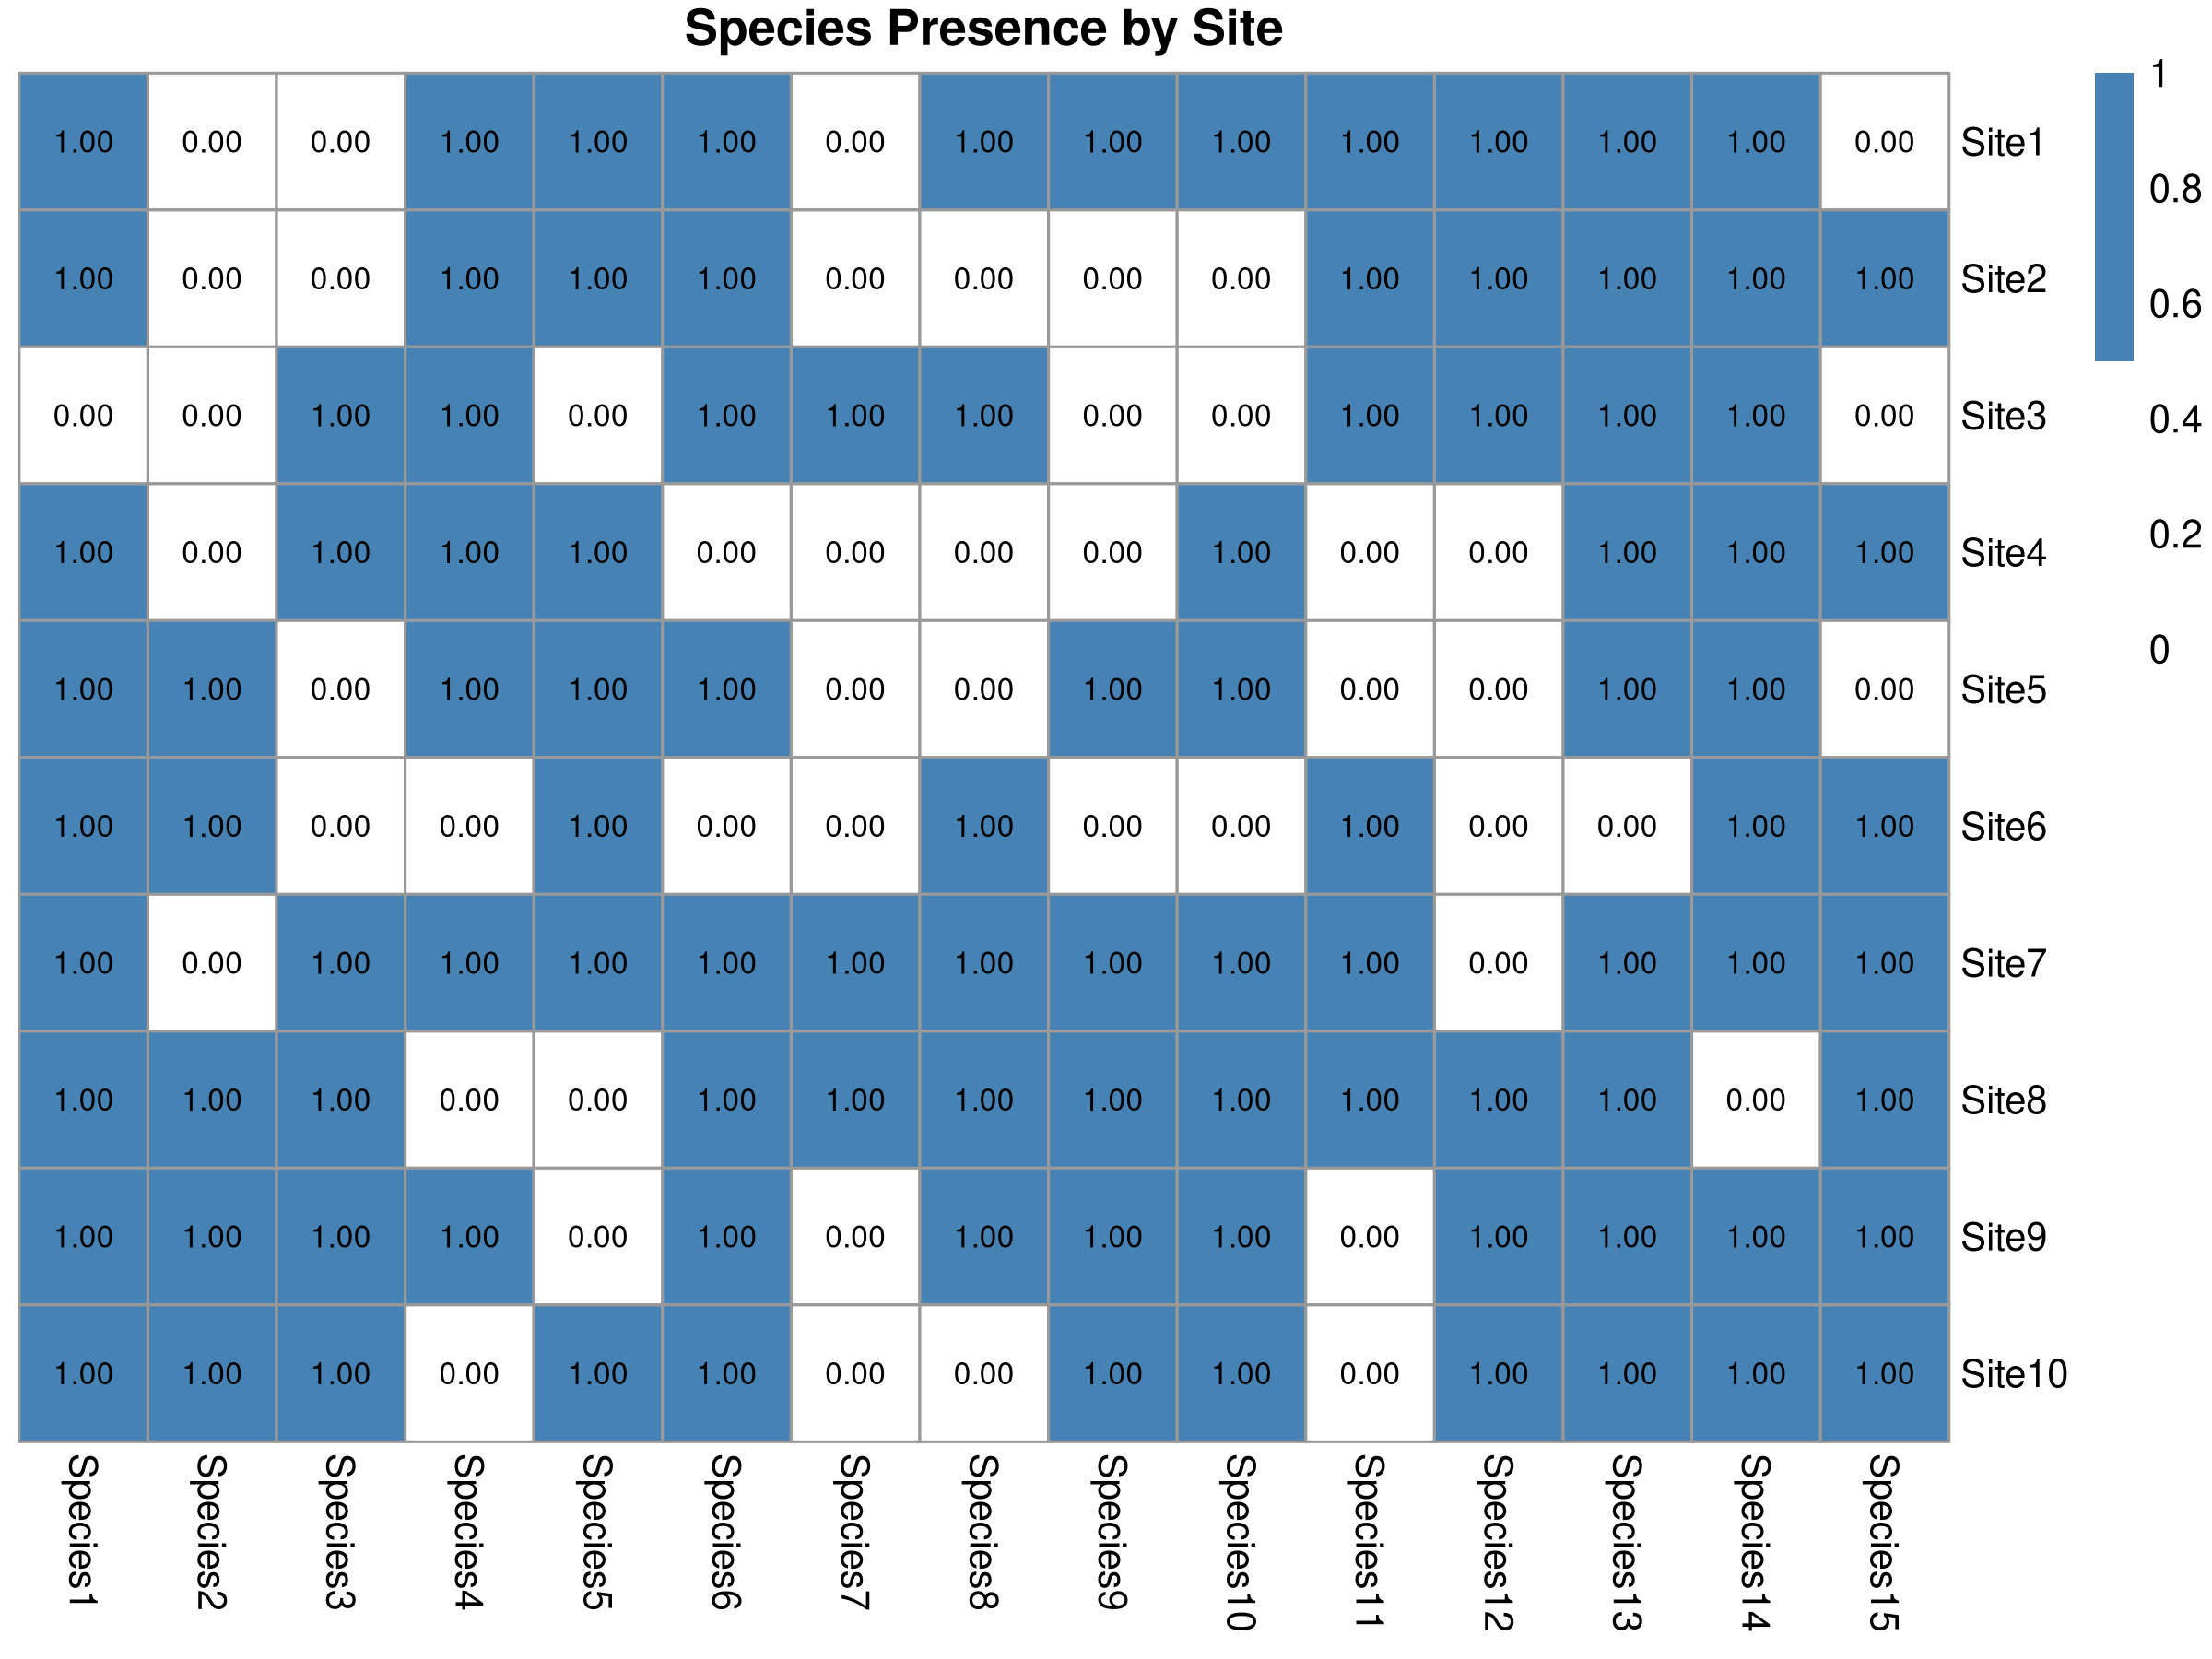 Species Presence by Site
1.00 0.00 0.00 1.00 1.00 1.00 0.00 1.00 1.00 1.00 1.00 1.00 1.00 1.00 0.00 Site1
1.00 0.00 0.00 1.00 1.00 1.00 0.00 0.00 0.00 0.00 1.00 1.00 1.00 1.00 1.00 Site2
0.00 0.00 1.00 1.00 0.00 1.00 1.00 1.00 0.00 0.00 1.00 1.00 1.00 1.00 0.00 Site3
1.00 0.00 1.00 1.00 1.00 0.00 0.00 0.00 0.00 1.00 0.00 0.00 1.00 1.00 1.00 Site4
1.00 1.00 0.00 1.00 1.00 1.00 0.00 0.00 1.00 1.00 0.00 0.00 1.00 1.00 0.00 Site5
1.00 1.00 0.00 0.00 1.00 0.00 0.00 1.00 0.00 0.00 1.00 0.00 0.00 1.00 1.00 Site6
1.00 0.00 1.00 1.00 1.00 1.00 1.00 1.00 1.00 1.00 1.00 0.00 1.00 1.00 1.00 Site7
1.00 1.00 1.00 0.00 0.00 1.00 1.00 1.00 1.00 1.00 1.00 1.00 1.00 0.00 1.00 Site8
1.00 1.00 1.00 1.00 0.00 1.00 0.00 1.00 1.00 1.00 0.00 1.00 1.00 1.00 1.00 Site9
1.00 1.00 1.00 0.00 1.00 1.00 0.00 0.00 1.00 1.00 0.00 1.00 1.00 1.00 1.00 Site10
Species1
Species2
Species3
Species4
Species5
Species6
Species7
Species8
Species9
Species10
Species11
Species12
Species13
Species14
Species15
1
0.8
0.6
0.4
0.2
0